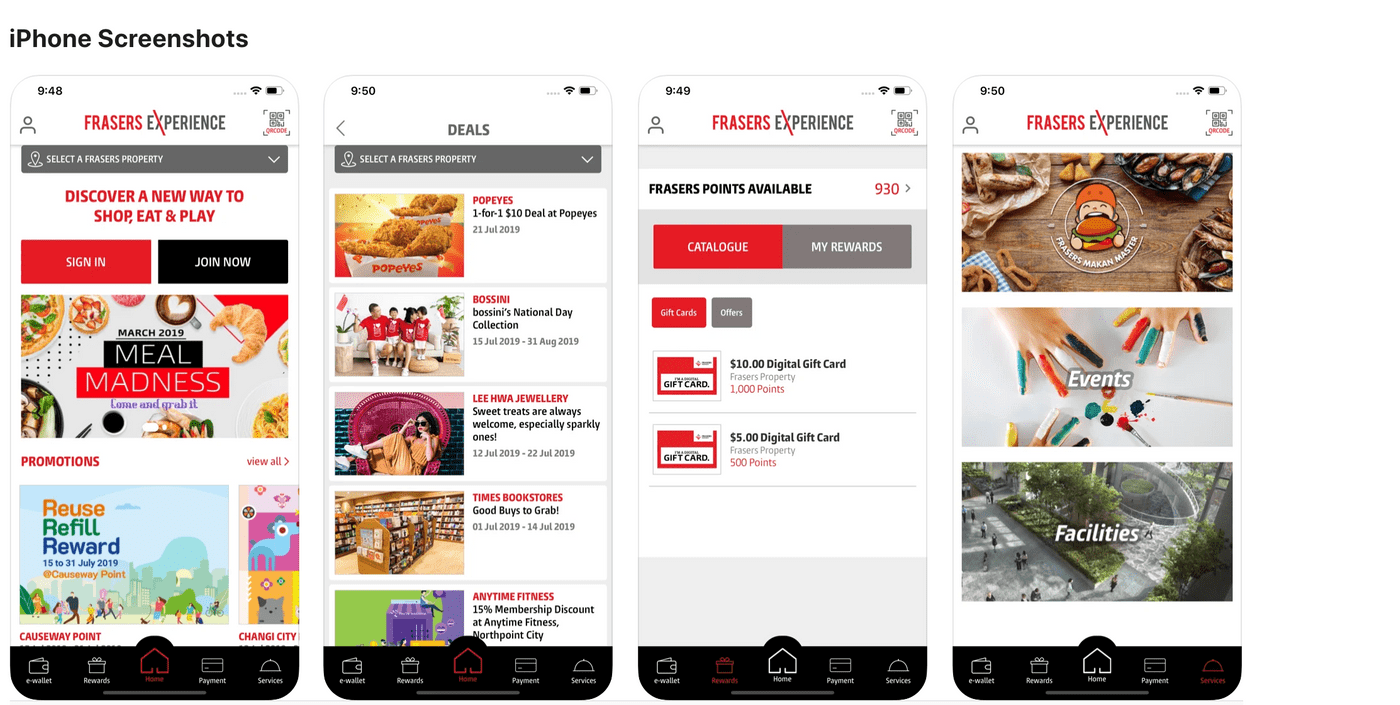 iPhone Screenshots
9:48
FRASERS EXPERIENCE
QRCODE
SELECT A FRASERS PROPERTY
DISCOVER A NEW WAY TO
SHOP, EAT & PLAY
SIGN IN
JOIN NOW
MARCH 2019
MEAL
MADNESS
Come and grab it
PROMOTIONS
view all >
Reuse
Refill
Reward
15 to 31 July 2019
@Causeway Point
CAUSEWAY POINT
CHANGI CITY
e-wallet
Rewards
Home
Payment
Services
9:50
DEALS
SELECT A FRASERS PROPERTY
POPEYES
POPEYES
1-for-1 $10 Deal at Popeyes
21 Jul 2019
BOSSINI
bossini's National Day
Collection
15 Jul 2019 - 31 Aug 2019
LEE HWA JEWELLERY
Sweet treats are always
welcome, especially sparkly
ones!
12 Jul 2019 - 22 Jul 2019
TIMES BOOKSTORES
Good Buys to Grab!
01 Jul 2019 - 14 Jul 2019
ANYTIME FITNESS
15% Membership Discount
at Anytime Fitness,
Northpoint City
e-wallet
Rewards
Home
Payment
Services
9:49
FRASERS EXPERIENCE
QRCODE
FRASERS POINTS AVAILABLE
930 >
CATALOGUE
MY REWARDS
Gift Cards
Offers
I'M A DIGITAL
GIFT CARD.
$10.00 Digital Gift Card
Frasers Property
1,000 Points
I'M A DIGITAL
GIFT CARD.
$5.00 Digital Gift Card
Frasers Property
500 Points
e-wallet
Rewards
Home
Payment
Services
9:50
FRASERS EXPERIENCE
QRCODE
FRASERS MAKAN MASTER
Events
Facilities
e-wallet
Rewards
Home
Payment
Services